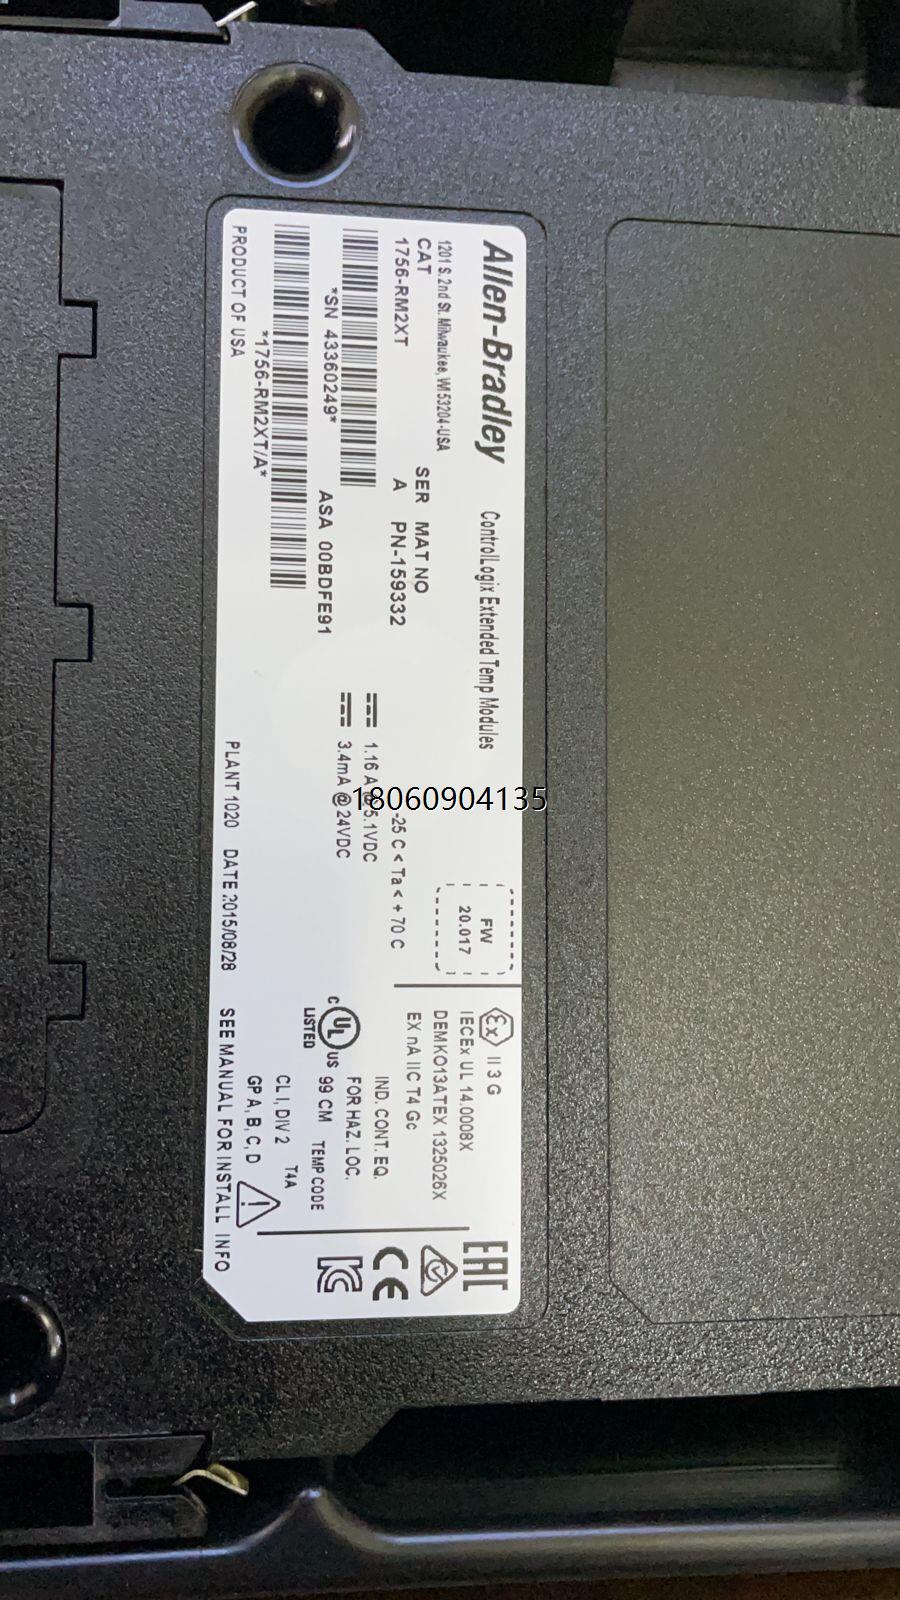 Allen-Bradley ControlLogix Extended Temp Modules
1201 S. 2nd St. Milwaukee, WI 53204-USA
CAT SER MAT NO
1756-RM2XT A PN-159332
-25 C < Ta < + 70 C
1.16 A @ 5.1VDC
3.4mA @ 24VDC
*SN 43360249* ASA 00BDFE91
*1756-RM2XT/A*
PRODUCT OF USA PLANT 1020 DATE 2015/08/28 SEE MANUAL FOR INSTALL INFO
FW
20.017
Ex II 3 G
IECEx UL 14.0008X
DEMKO13ATEX 1325026X
EX nA IIC T4 Gc
C UL US
LISTED
IND. CONT. EQ.
FOR HAZ. LOC.
99 CM TEMP CODE
CL I, DIV 2 T4A
GP A, B, C, D
EAC
CE
18060904135